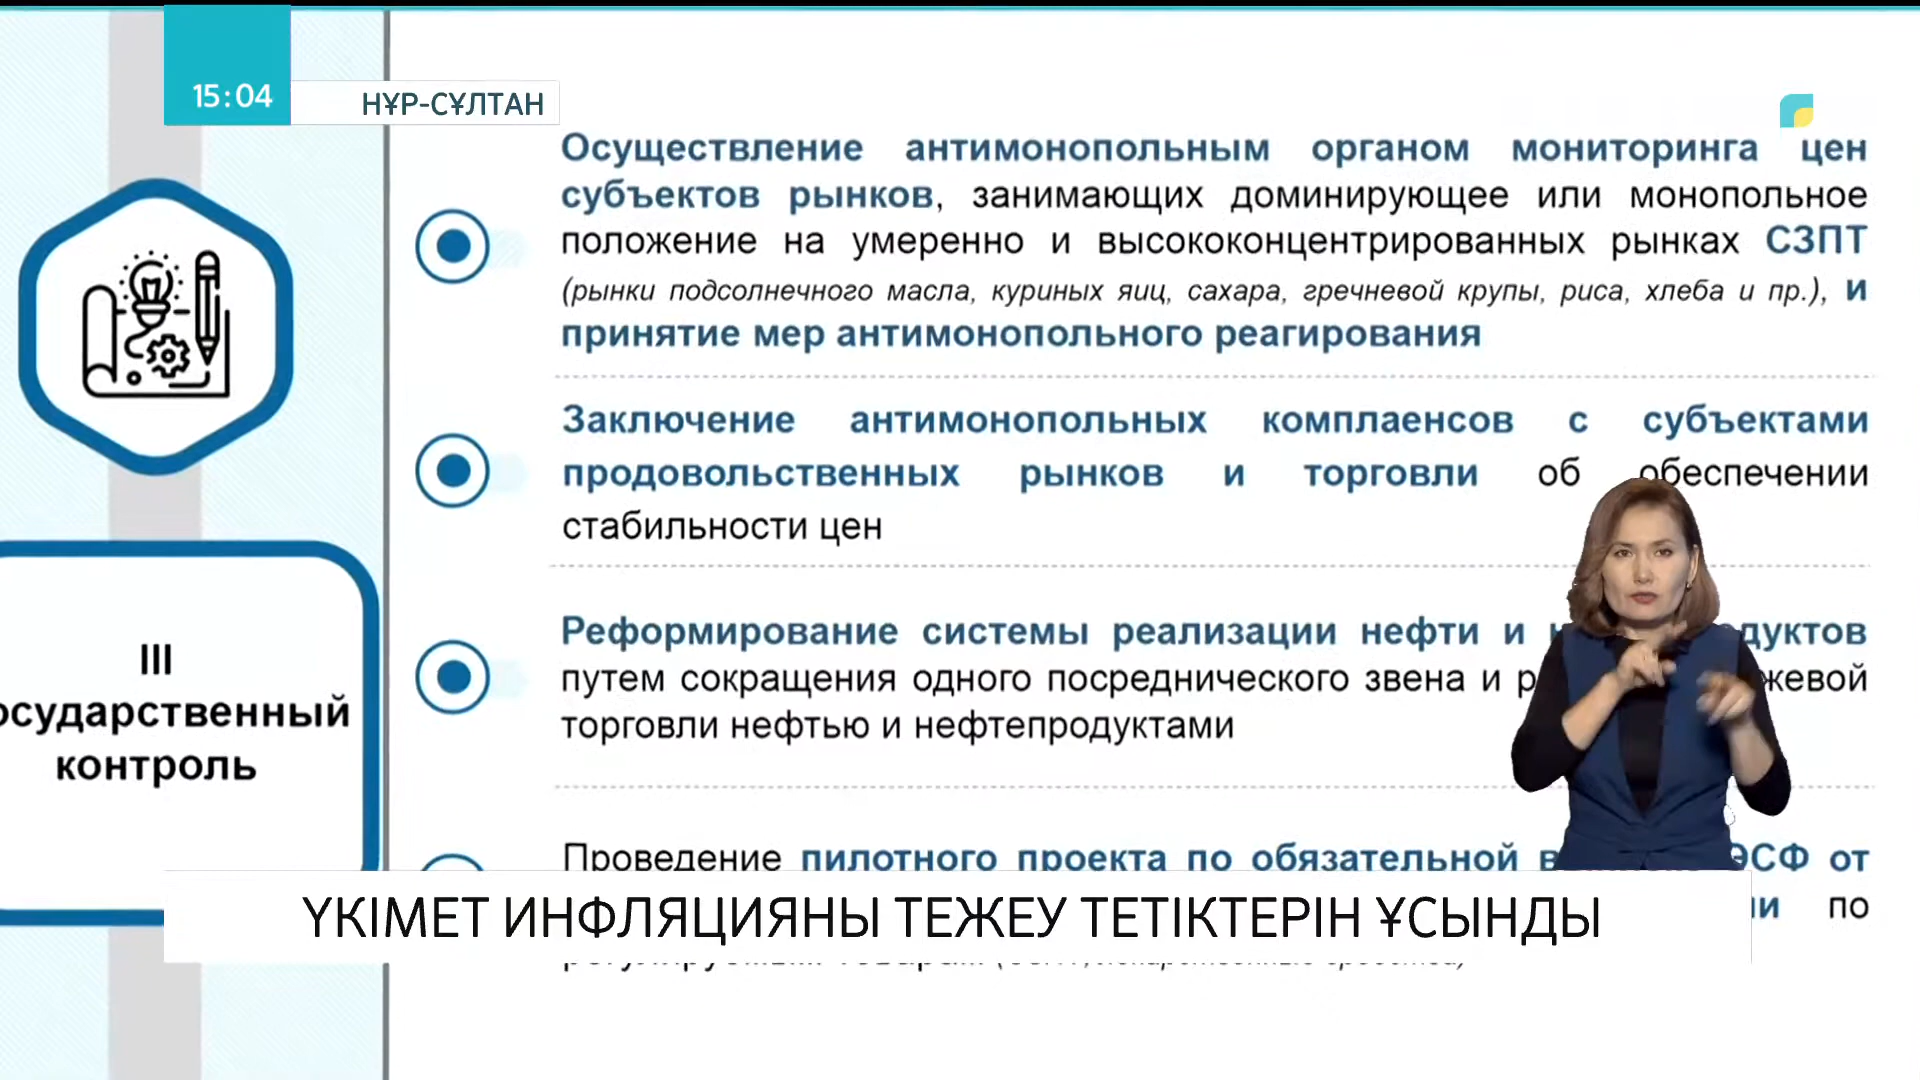 15:04
НҰР-СҰЛТАН
Осуществление антимонопольным органом мониторинга цен
субъектов рынков, занимающих доминирующее или монопольное
положение на умеренно и высококонцентрированных рынках СЗПТ
(рынки подсолнечного масла, куриных яиц, сахара, гречневой крупы, риса, хлеба и пр.), и
принятие мер антимонопольного реагирования
Заключение антимонопольных комплаенсов с субъектами
продовольственных рынков и торговли об обеспечении
стабильности цен
Реформирование системы реализации нефти и
путем сокращения одного посреднического звена и
торговли нефтью и нефтепродуктами
III
осударственный
контроль
Проведение пилотного проекта по обязательной ЭСФ от
по
ҮКІМЕТ ИНФЛЯЦИЯНЫ ТЕЖЕУ ТЕТІКТЕРІН ҰСЫНДЫ